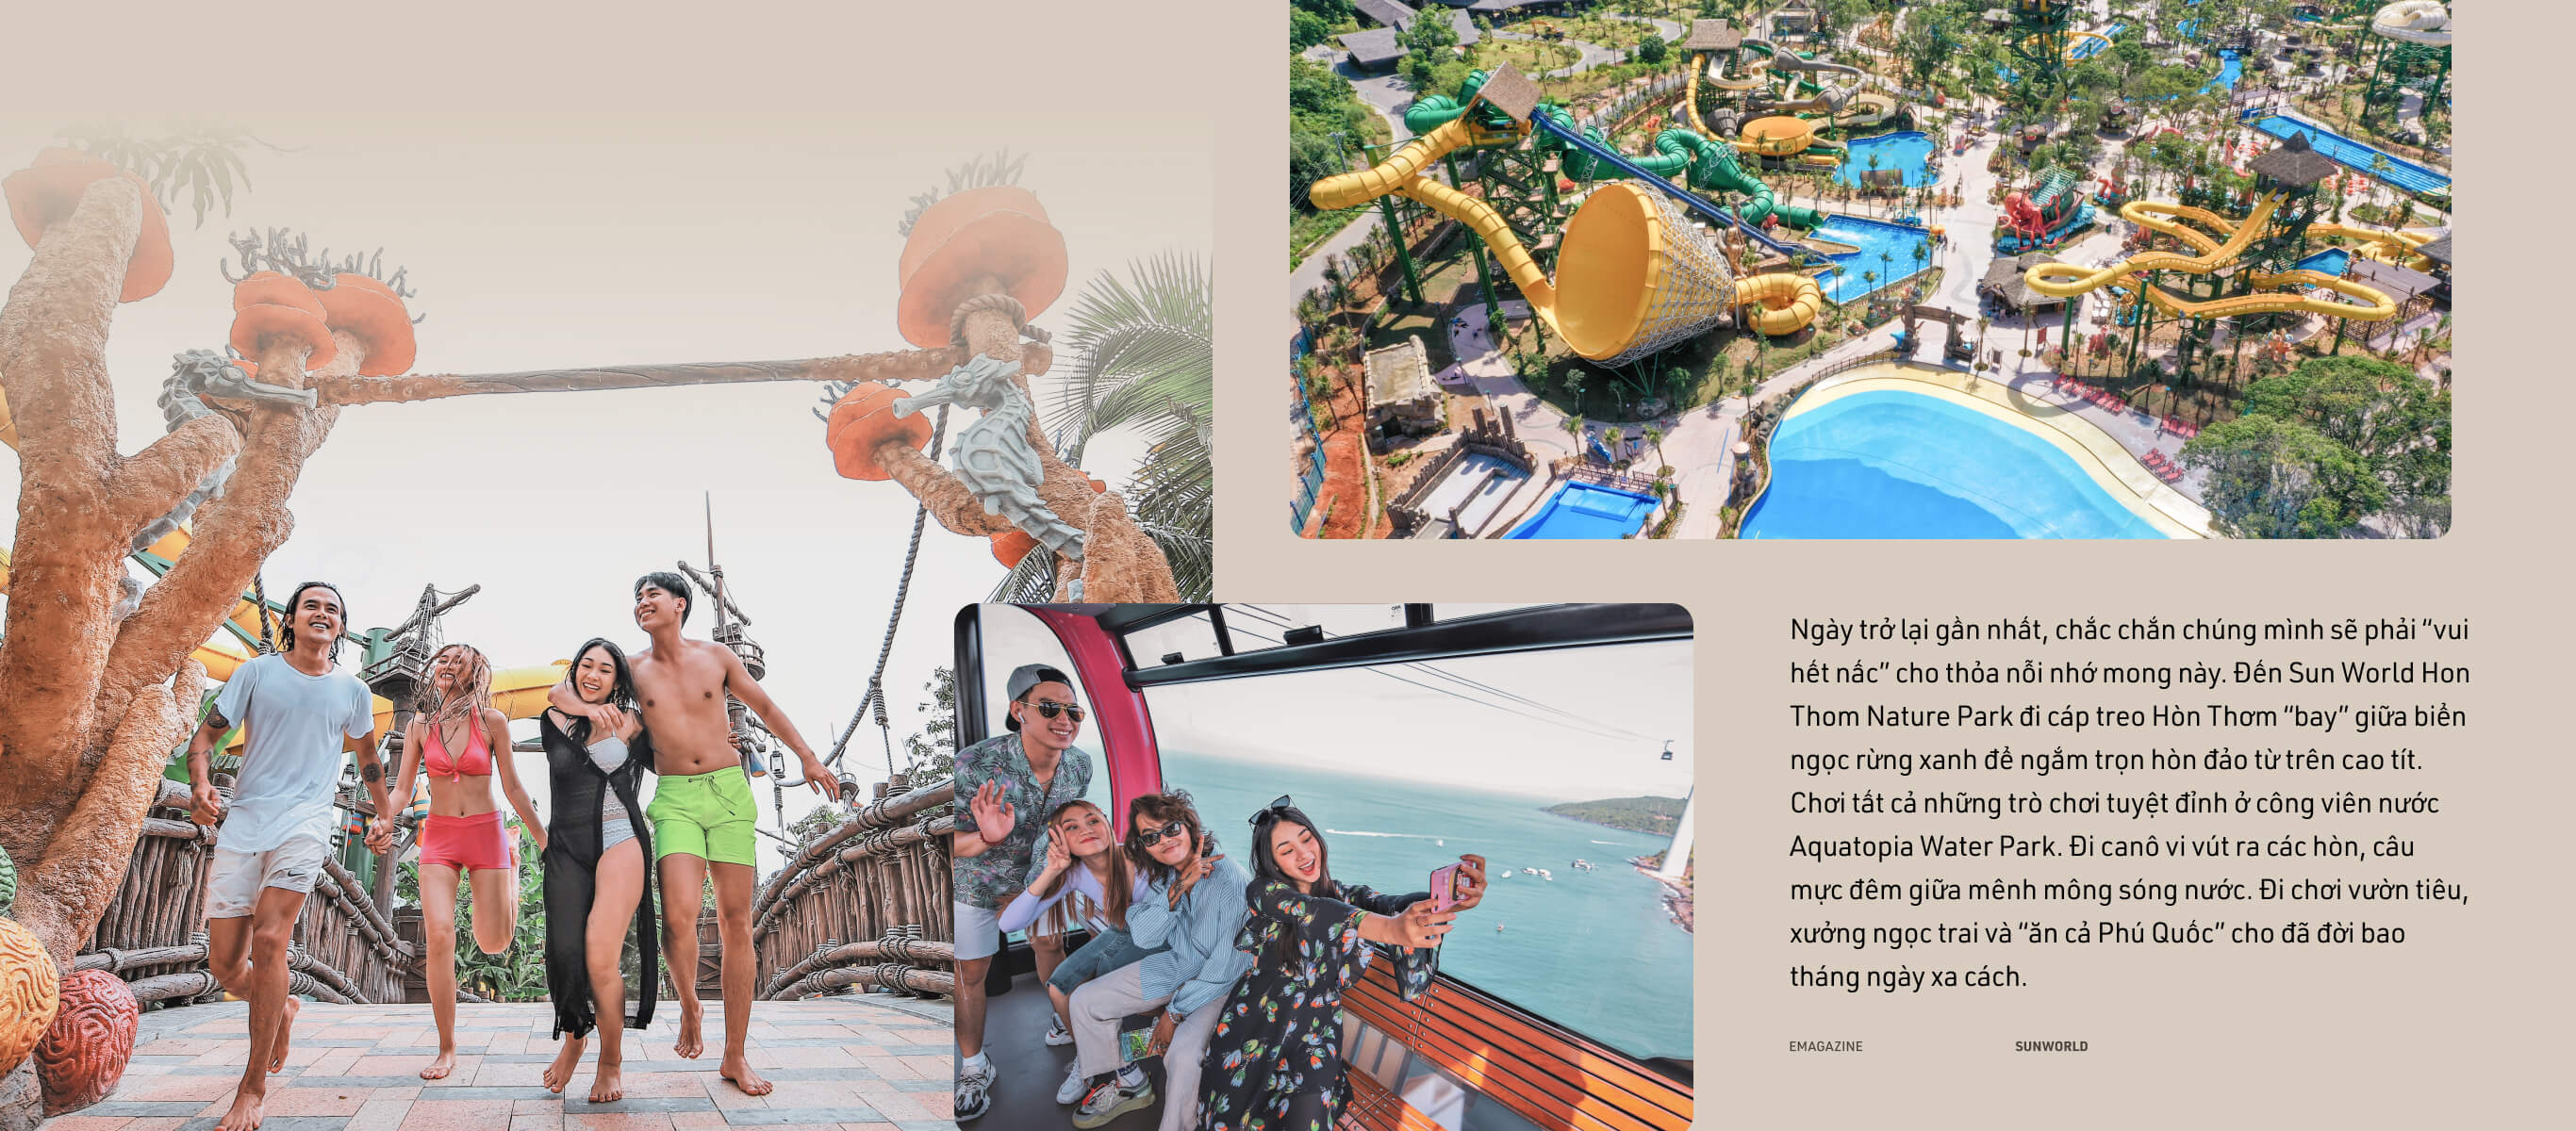 Ngày trở lại gần nhất, chắc chắn chúng mình sẽ phải “vui
hết nấc” cho thỏa nỗi nhớ mong này. Đến Sun World Hon
Thom Nature Park đi cáp treo Hòn Thơm “bay” giữa biển
ngọc rừng xanh để ngắm trọn hòn đảo từ trên cao tít.
Chơi tất cả những trò chơi tuyệt đỉnh ở công viên nước
Aquatopia Water Park. Đi canô vi vút ra các hòn, câu
mực đêm giữa mênh mông sóng nước. Đi chơi vườn tiêu,
xưởng ngọc trai và “ăn cả Phú Quốc” cho đã đời bao
tháng ngày xa cách.
EMAGAZINE
SUNWORLD